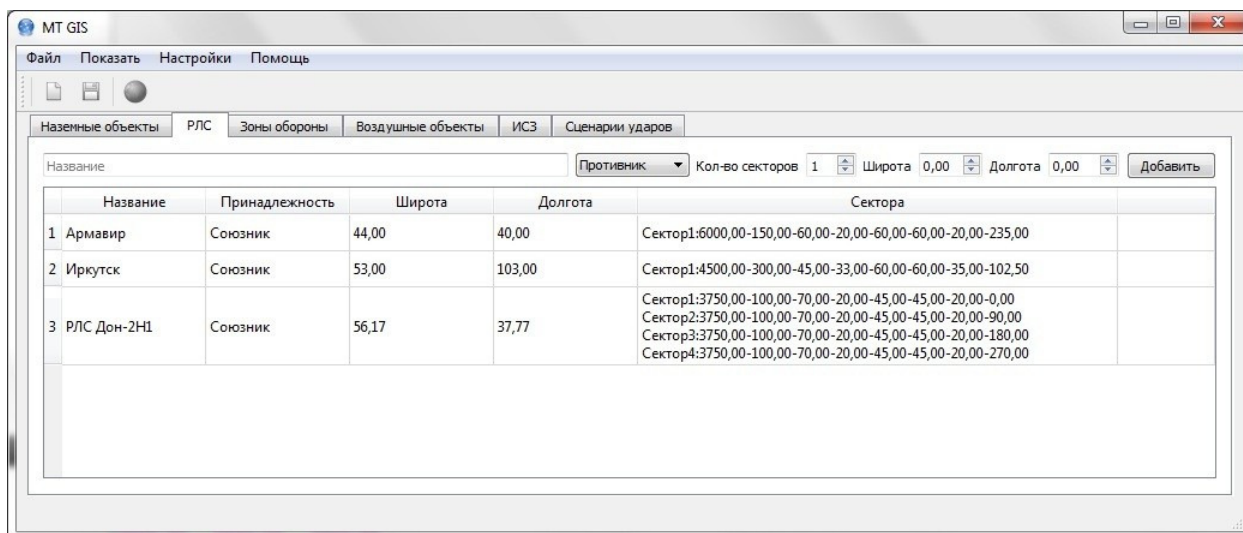 MT GIS
Файл Показать Настройки Помощь
Наземные объекты РЛС Зоны обороны Воздушные объекты ИСЗ Сценарии ударов
Название Противник Кол-во секторов 1 Широта 0,00 Долгота 0,00 Добавить
Название Принадлежность Широта Долгота Сектора
1 Армавир Союзник 44,00 40,00 Сектор1:6000,00-150,00-60,00-20,00-60,00-60,00-20,00-235,00
2 Иркутск Союзник 53,00 103,00 Сектор1:4500,00-300,00-45,00-33,00-60,00-60,00-35,00-102,50
3 РЛС Дон-2Н1 Союзник 56,17 37,77 Сектор1:3750,00-100,00-70,00-20,00-45,00-45,00-20,00-0,00
Сектор2:3750,00-100,00-70,00-20,00-45,00-45,00-20,00-90,00
Сектор3:3750,00-100,00-70,00-20,00-45,00-45,00-20,00-180,00
Сектор4:3750,00-100,00-70,00-20,00-45,00-45,00-20,00-270,00